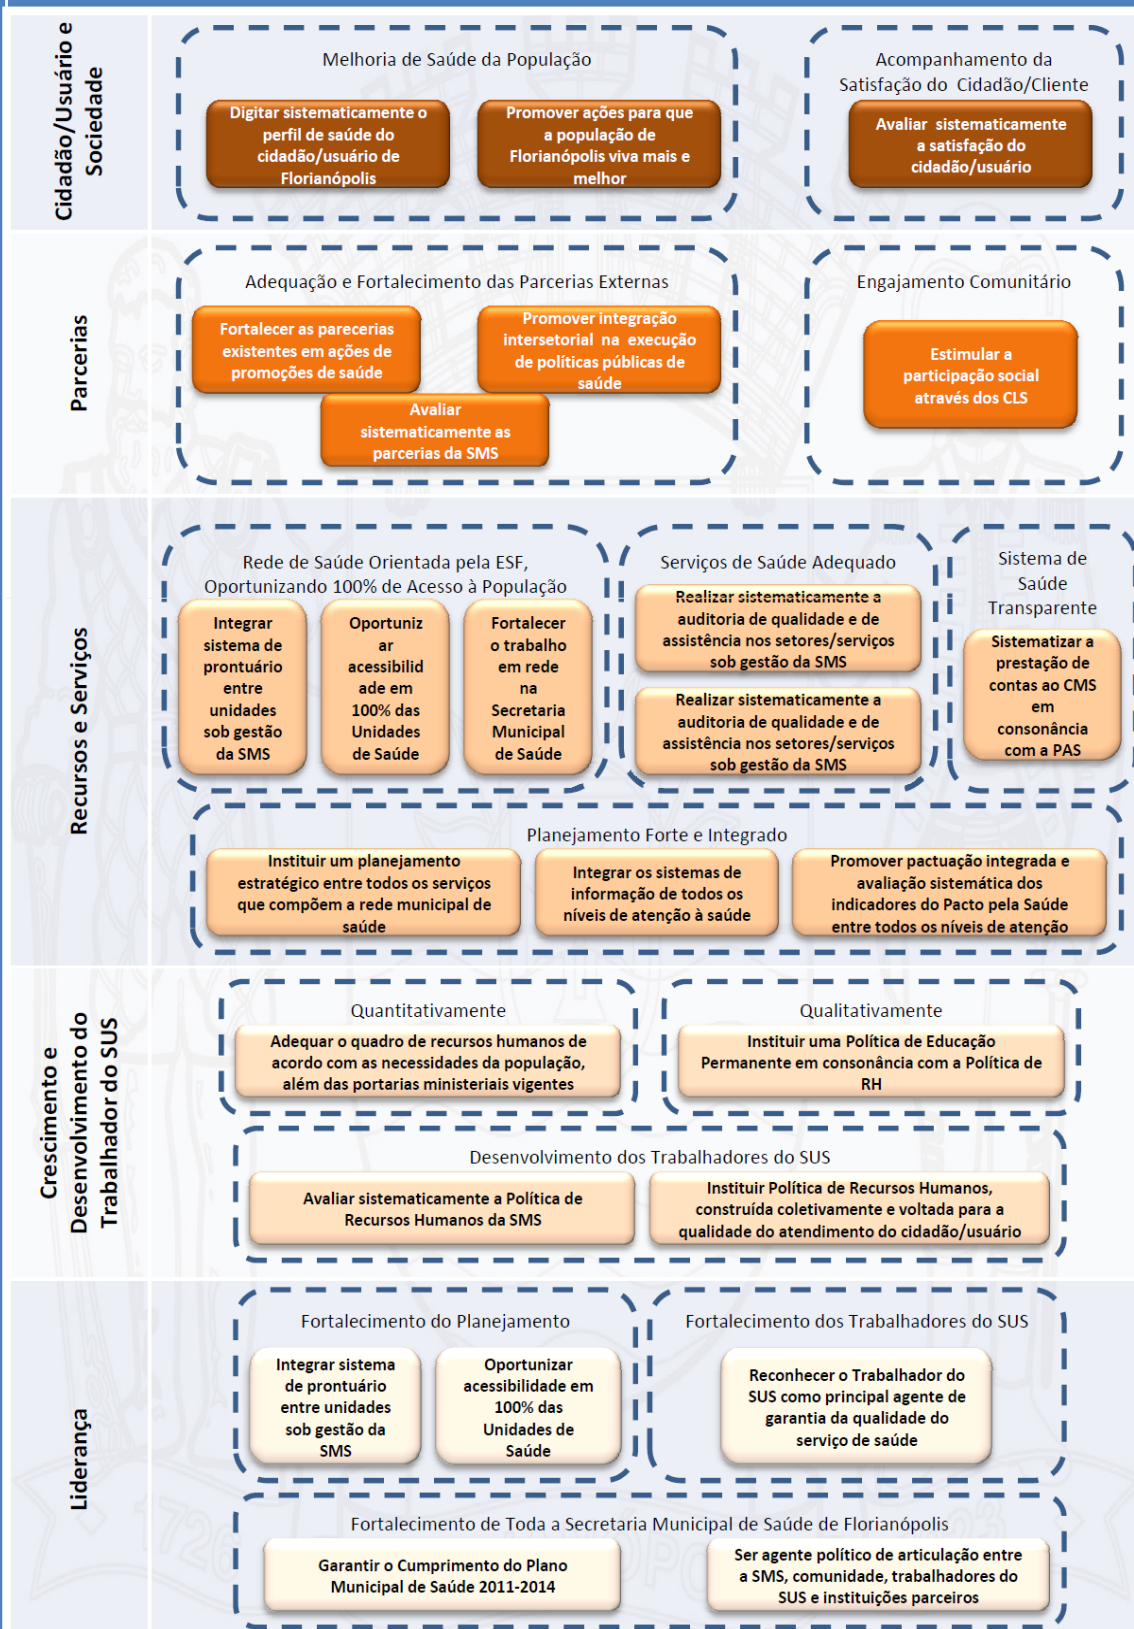 Cidadão/Usuário e
Sociedade
Melhoria de Saúde da População
Digitar sistematicamente o
perfil de saúde do
cidadão/usuário de
Florianópolis
Promover ações para que
a população de
Florianópolis viva mais e
melhor
Acompanhamento da
Satisfação do Cidadão/Cliente
Avaliar sistematicamente
a satisfação do
cidadão/usuário
Parcerias
Adequação e Fortalecimento das Parcerias Externas
Fortalecer as parecerias
existentes em ações de
promoções de saúde
Promover integração
intersetorial na execução
de políticas públicas de
saúde
Avaliar
sistematicamente as
parcerias da SMS
Engajamento Comunitário
Estimular a
participação social
através dos CLS
Recursos e Serviços
Rede de Saúde Orientada pela ESF,
Oportunizando 100% de Acesso à População
Integrar
sistema de
prontuário
entre
unidades
sob gestão
da SMS
Oportuniz
ar
acessibilid
ade em
100% das
Unidades
de Saúde
Fortalecer
o trabalho
em rede
na
Secretaria
Municipal
de Saúde
Serviços de Saúde Adequado
Realizar sistematicamente a
auditoria de qualidade e de
assistência nos setores/serviços
sob gestão da SMS
Realizar sistematicamente a
auditoria de qualidade e de
assistência nos setores/serviços
sob gestão da SMS
Sistema de
Saúde
Transparente
Sistematizar a
prestação de
contas ao CMS
em
consonância
com a PAS
Planejamento Forte e Integrado
Instituir um planejamento
estratégico entre todos os serviços
que compõem a rede municipal de
saúde
Integrar os sistemas de
informação de todos os
níveis de atenção à saúde
Promover pactuação integrada e
avaliação sistemática dos
indicadores do Pacto pela Saúde
entre todos os níveis de atenção
Crescimento e
Desenvolvimento do
Trabalhador do SUS
Quantitativamente
Adequar o quadro de recursos humanos de
acordo com as necessidades da população,
além das portarias ministeriais vigentes
Qualitativamente
Instituir uma Política de Educação
Permanente em consonância com a Política de
RH
Desenvolvimento dos Trabalhadores do SUS
Avaliar sistematicamente a Política de
Recursos Humanos da SMS
Instituir Política de Recursos Humanos,
construída coletivamente e voltada para a
qualidade do atendimento do cidadão/usuário
Liderança
Fortalecimento do Planejamento
Integrar sistema
de prontuário
entre unidades
sob gestão da
SMS
Oportunizar
acessibilidade em
100% das
Unidades de
Saúde
Fortalecimento dos Trabalhadores do SUS
Reconhecer o Trabalhador do
SUS como principal agente de
garantia da qualidade do
serviço de saúde
Fortalecimento de Toda a Secretaria Municipal de Saúde de Florianópolis
Garantir o Cumprimento do Plano
Municipal de Saúde 2011-2014
Ser agente político de articulação entre
a SMS, comunidade, trabalhadores do
SUS e instituições parceiros
1726